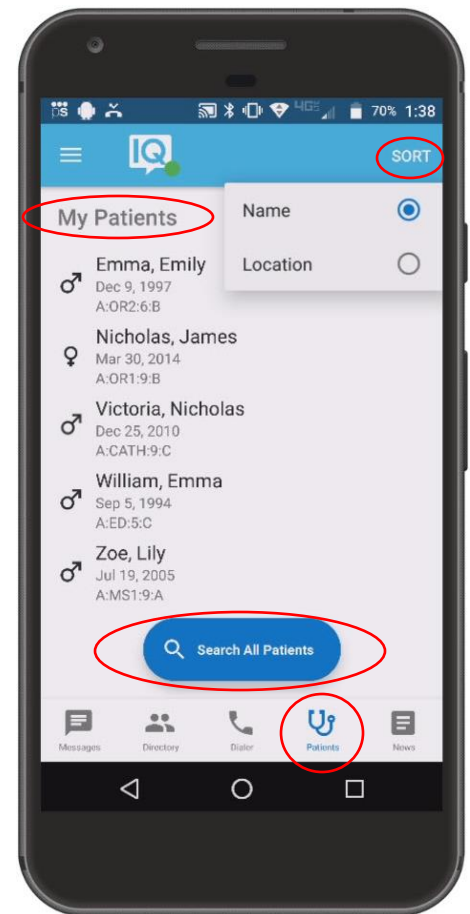 70% 1:38
IQ
SORT
My Patients
Name
Location
Emma, Emily
Dec 9, 1997
A:OR2:6:B
Nicholas, James
Mar 30, 2014
A:OR1:9:B
Victoria, Nicholas
Dec 25, 2010
A:CATH:9:C
William, Emma
Sep 5, 1994
A:ED:5:C
Zoe, Lily
Jul 19, 2005
A:MS1:9:A
Search All Patients
Messages Directory Dialer Patients News